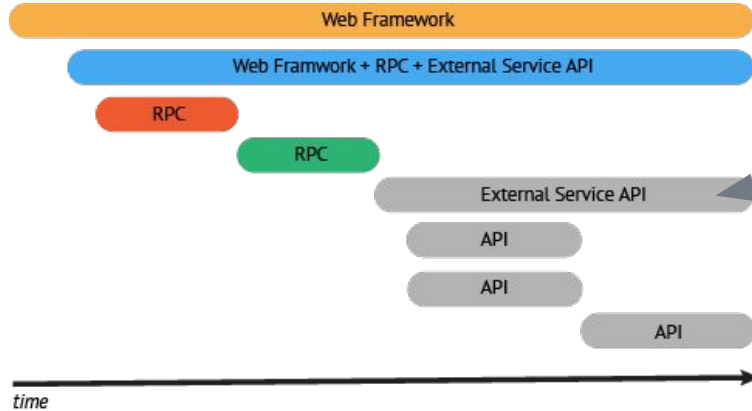 Web Framework
Web Framwork + RPC + External Service API
RPC
RPC
External Service API
API
API
API
time